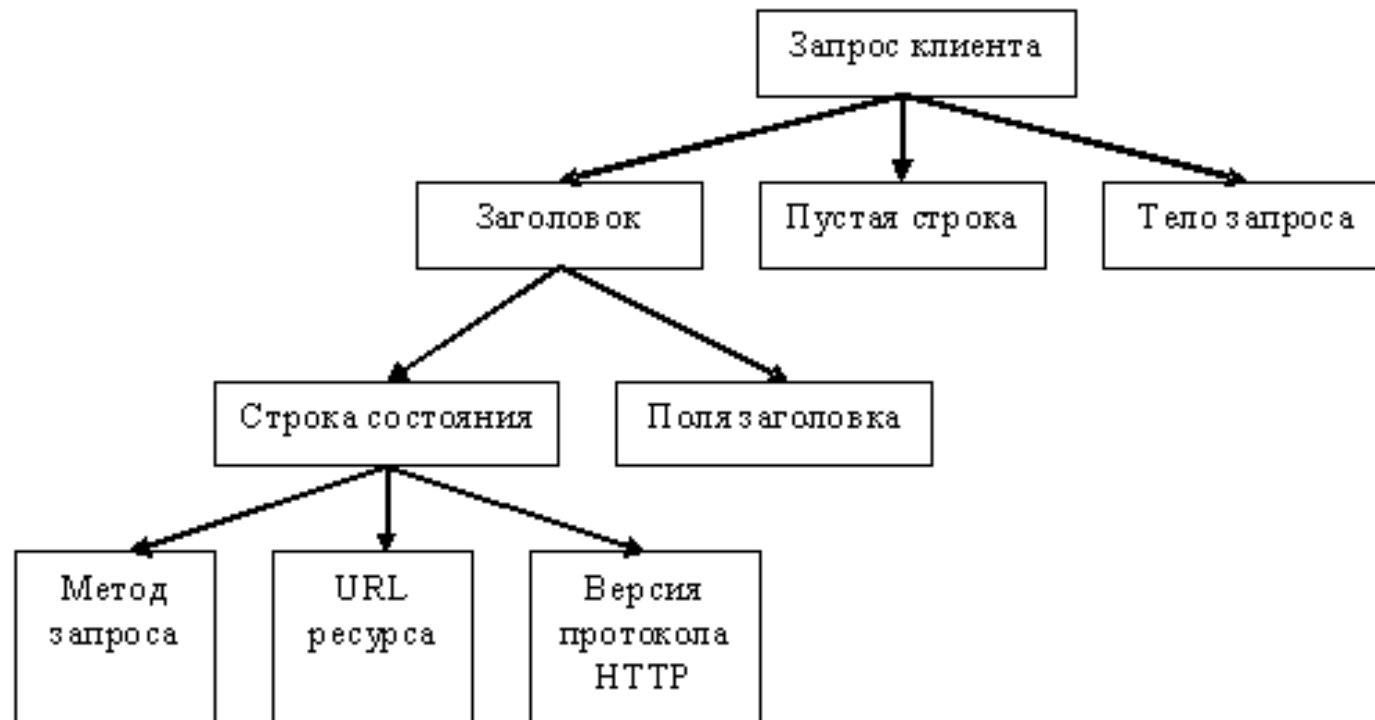 Запрос клиента
Заголовок
Пустая строка
Тело запроса
Строка состояния
Поля заголовка
Метод
запроса
URL
ресурса
Версия
протокола
HTTP